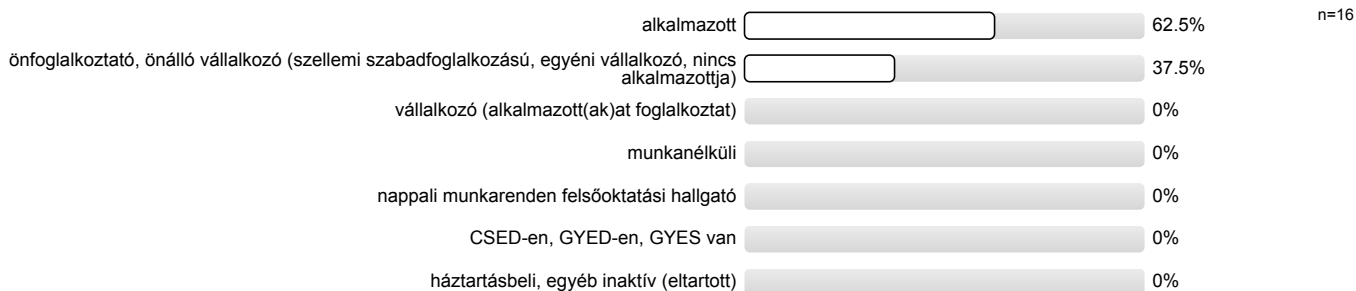 alkalmazott 62.5% n=16
önfoglalkoztató, önálló vállalkozó (szellemi szabadfoglalkozású, egyéni vállalkozó, nincs
alkalmazottja) 37.5%
vállalkozó (alkalmazott(ak)at foglalkoztat) 0%
munkanélküli 0%
nappali munkarenden felsőoktatási hallgató 0%
CSED-en, GYED-en, GYES van 0%
háztartásbeli, egyéb inaktív (eltartott) 0%